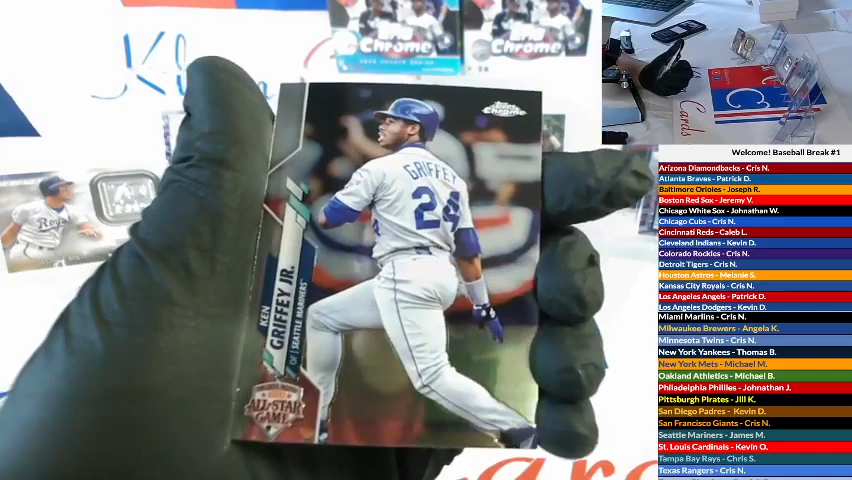 Chrome
Chrome
Topps
Chrome
GRIFFEY
24
KEN
GRIFFEY JR.
OF | SEATTLE MARINERS
ALL-STAR
GAME
Royals
Cards
C
Welcome! Baseball Break #1
Arizona Diamondbacks - Cris N.
Atlanta Braves - Patrick D.
Baltimore Orioles - Joseph R.
Boston Red Sox - Jeremy V.
Chicago White Sox - Johnathan W.
Chicago Cubs - Cris N.
Cincinnati Reds - Caleb L.
Cleveland Indians - Kevin D.
Colorado Rockies - Cris N.
Detroit Tigers - Cris N.
Houston Astros - Melanie S.
Kansas City Royals - Cris N.
Los Angeles Angels - Patrick D.
Los Angeles Dodgers - Kevin D.
Miami Marlins - Cris N.
Milwaukee Brewers - Angela K.
Minnesota Twins - Cris N.
New York Yankees - Thomas B.
New York Mets - Michael M.
Oakland Athletics - Michael B.
Philadelphia Phillies - Johnathan J.
Pittsburgh Pirates - Jill K.
San Diego Padres - Kevin D.
San Francisco Giants - Cris N.
Seattle Mariners - James M.
St. Louis Cardinals - Kevin O.
Tampa Bay Rays - Chris S.
Texas Rangers - Cris N.